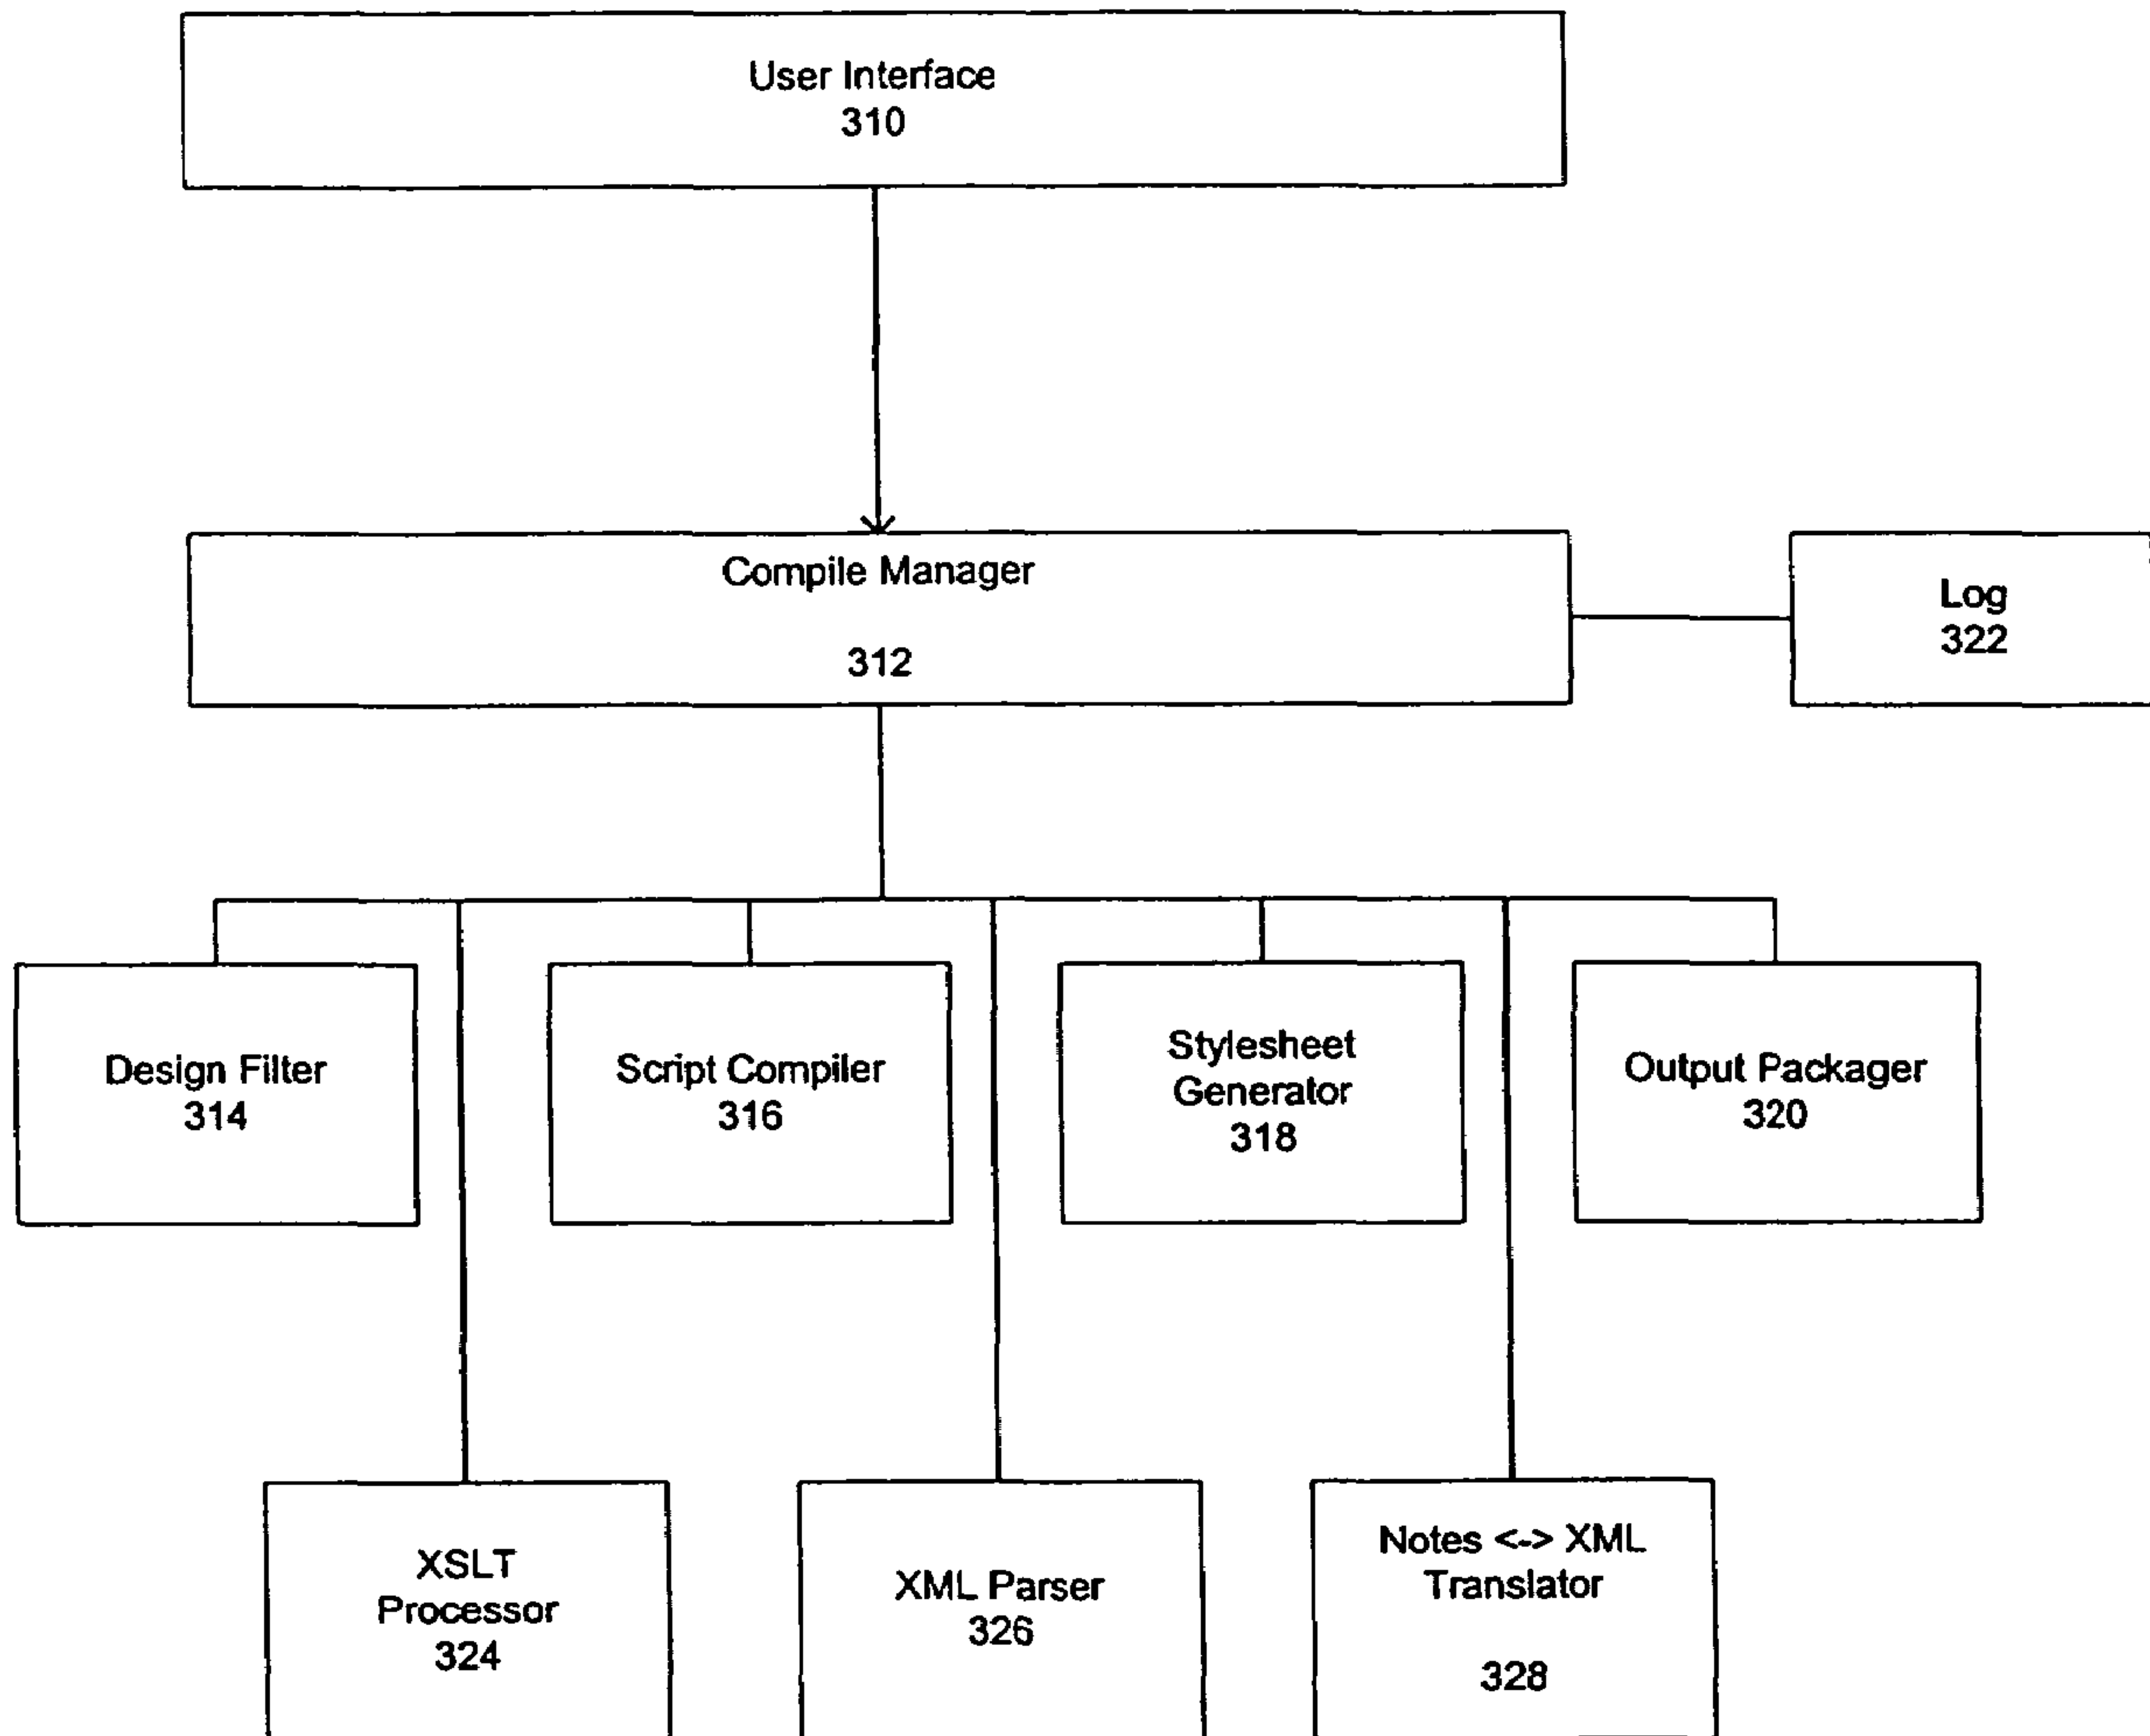 User Interface
310
Compile Manager
312
Log
322
Design Filter
314
Script Compiler
316
Stylesheet
Generator
318
Output Packager
320
XSLT
Processor
324
XML Parser
326
Notes <-> XML
Translator
328